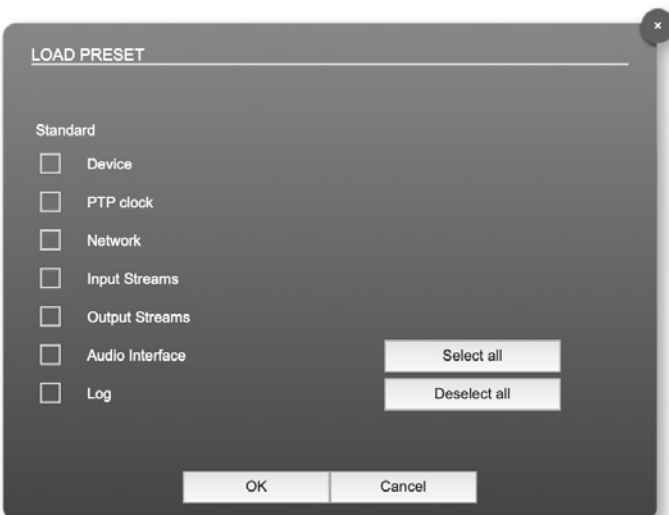 LOAD PRESET
Standard
Device
PTP clock
Network
Input Streams
Output Streams
Audio Interface
Select all
Log
Deselect all
OK
Cancel